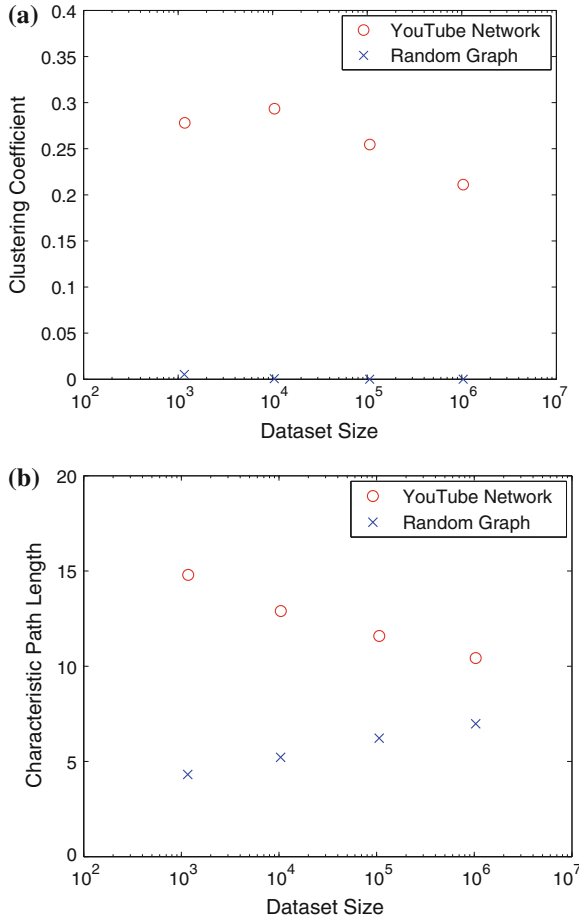 (a)
0.4
0.35
0.3
0.25
0.2
0.15
0.1
0.05
0
Clustering Coefficient
YouTube Network
Random Graph
10^2 10^3 10^4 10^5 10^6 10^7
Dataset Size
(b)
20
15
10
5
0
Characteristic Path Length
YouTube Network
Random Graph
10^2 10^3 10^4 10^5 10^6 10^7
Dataset Size